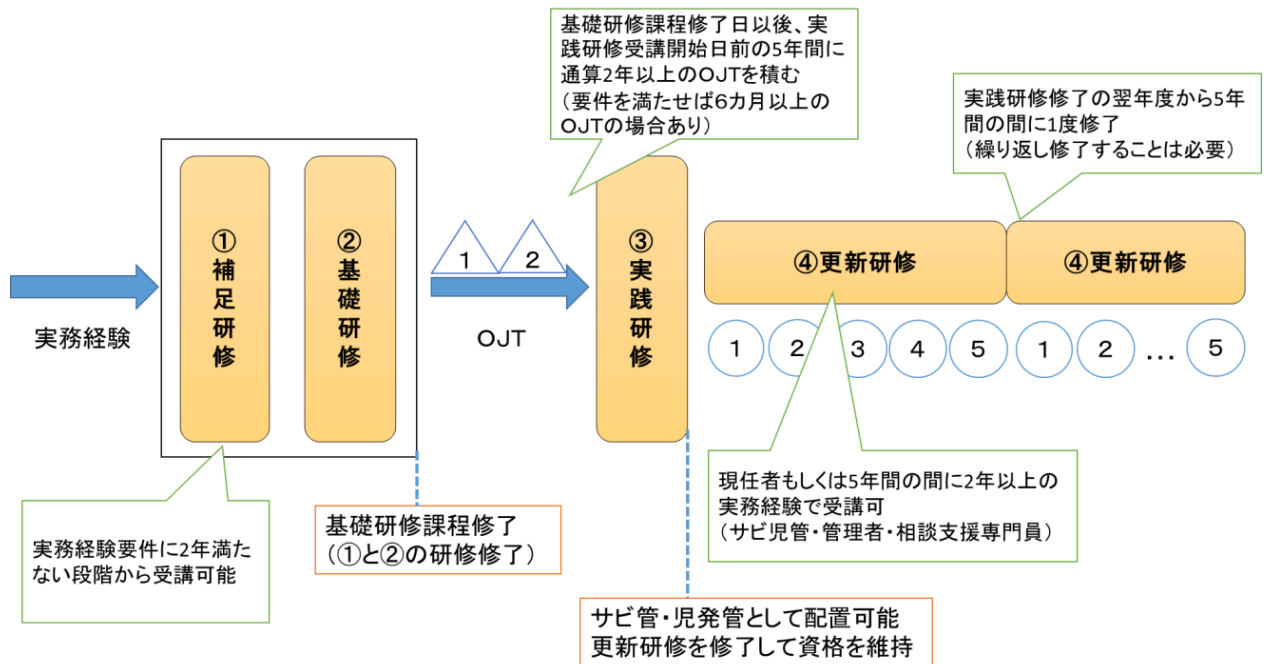 基礎研修課程修了日以後、実
践研修受講開始日前の5年間に
通算2年以上のOJTを積む
（要件を満たせば6カ月以上の
OJTの場合あり）
実践研修修了の翌年度から5年
間の間に1度修了
（繰り返し修了することは必要）
実務経験
①補足研修
②基礎研修
1
2
OJT
③実践研修
④更新研修
④更新研修
1
2
3
4
5
1
2
…
5
実務経験要件に2年満た
ない段階から受講可能
基礎研修課程修了
（①と②の研修修了）
現任者もしくは5年間の間に2年以上の
実務経験で受講可
（サビ児管・管理者・相談支援専門員）
サビ管・児発管として配置可能
更新研修を修了して資格を維持